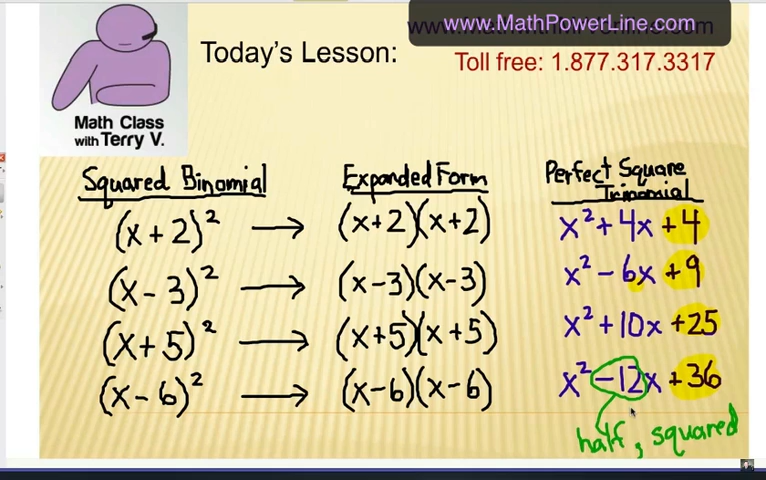 www.MathPowerLine.com
Today's Lesson:
Toll free: 1.877.317.3317
Math Class
with Terry V.
Squared Binomial
Expanded Form
Perfect Square
Trinomial
(x + 2)² → (x+2)(x+2) x² + 4x + 4
(x - 3)² → (x-3)(x-3) x² - 6x + 9
(x + 5)² → (x+5)(x+5) x² + 10x + 25
(x - 6)² → (x-6)(x-6) x² - 12x + 36
half, squared